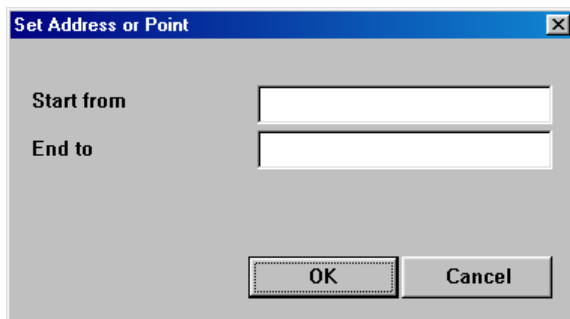 Set Address or Point
Start from
End to
OK Cancel